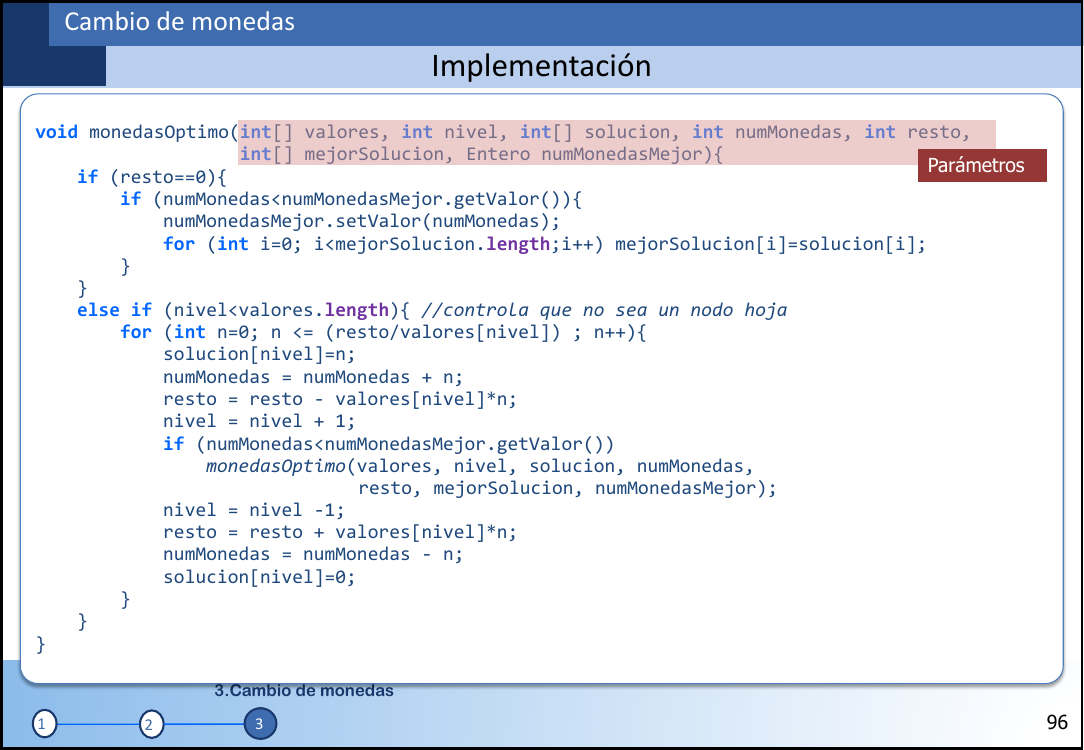 Cambio de monedas
Implementación
void monedasOptimo(int[] valores, int nivel, int[] solucion, int numMonedas, int resto,
int[] mejorSolucion, Entero numMonedasMejor){
Parámetros
if (resto==0){
if (numMonedas<numMonedasMejor.getValor()){
numMonedasMejor.setValor(numMonedas);
for (int i=0; i<mejorSolucion.length;i++) mejorSolucion[i]=solucion[i];
}
}
else if (nivel<valores.length){ //controla que no sea un nodo hoja
for (int n=0; n <= (resto/valores[nivel]) ; n++){
solucion[nivel]=n;
numMonedas = numMonedas + n;
resto = resto - valores[nivel]*n;
nivel = nivel + 1;
if (numMonedas<numMonedasMejor.getValor())
monedasOptimo(valores, nivel, solucion, numMonedas,
resto, mejorSolucion, numMonedasMejor);
nivel = nivel -1;
resto = resto + valores[nivel]*n;
numMonedas = numMonedas - n;
solucion[nivel]=0;
}
}
}
3.Cambio de monedas
1 2 3
96